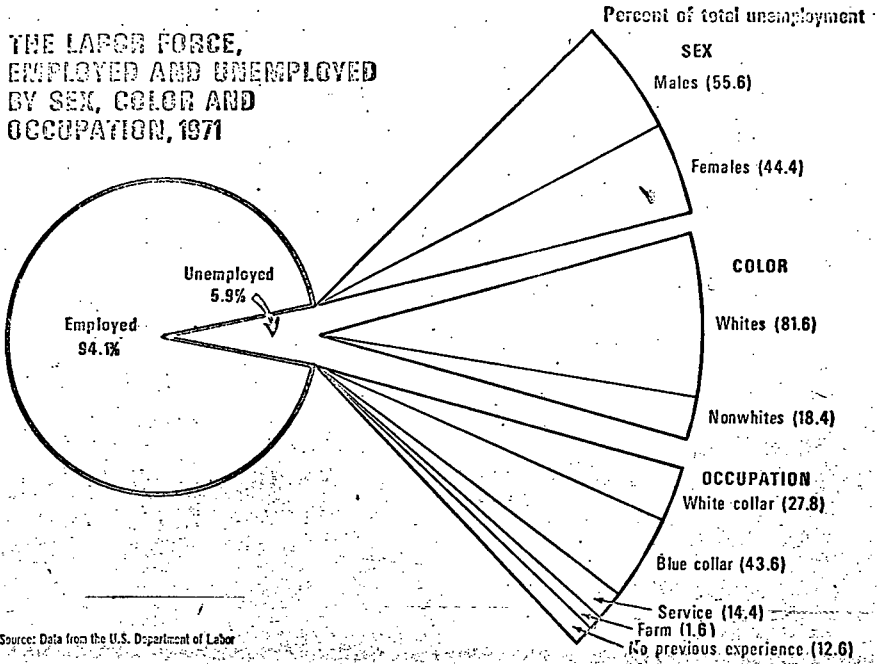 THE LABOR FORCE,
EMPLOYED AND UNEMPLOYED
BY SEX, COLOR AND
OCCUPATION, 1971
Percent of total unemployment
SEX
Males (55.6)
Females (44.4)
Unemployed
5.9%
Employed
94.1%
COLOR
Whites (81.6)
Nonwhites (18.4)
OCCUPATION
White collar (27.8)
Blue collar (43.6)
Service (14.4)
Farm (1.6)
No previous experience (12.6)
Source: Data from the U.S. Department of Labor